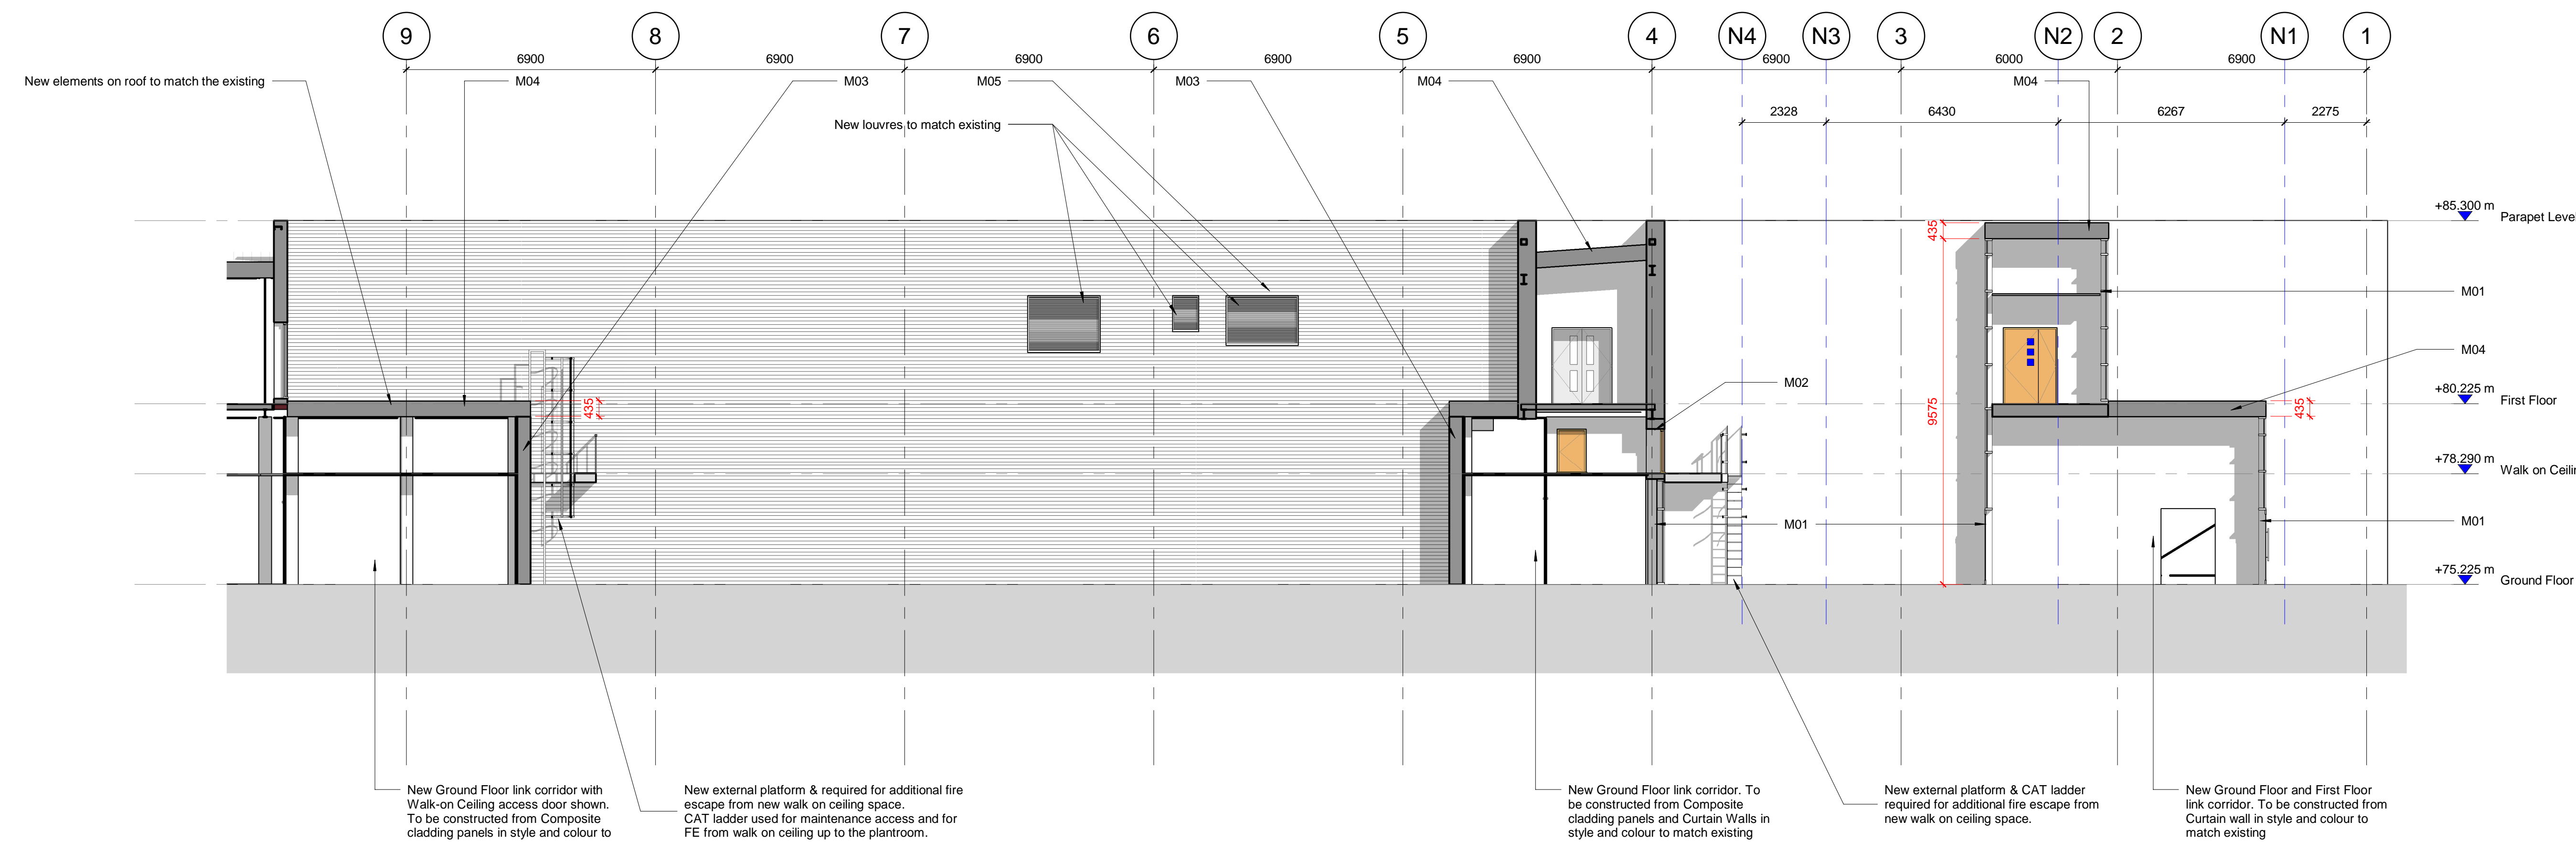 9
8
7
6
5
4
N4
N3
3
N2
2
N1
1
6900
6900
6900
6900
6900
6900
6000
6900
New elements on roof to match the existing
M04
M03
M05
M03
M04
M04
2328
6430
6267
2275
New louvres to match existing
+85.300 m
Parapet Level
435
M01
M04
M02
+80.225 m
First Floor
435
9575
435
+78.290 m
Walk on Ceilin
M01
M01
+75.225 m
Ground Floor
New Ground Floor link corridor with
Walk-on Ceiling access door shown.
To be constructed from Composite
cladding panels in style and colour to
New external platform & required for additional fire
escape from new walk on ceiling space.
CAT ladder used for maintenance access and for
FE from walk on ceiling up to the plantroom.
New Ground Floor link corridor. To
be constructed from Composite
cladding panels and Curtain Walls in
style and colour to match existing
New external platform & CAT ladder
required for additional fire escape from
new walk on ceiling space.
New Ground Floor and First Floor
link corridor. To be constructed from
Curtain wall in style and colour to
match existing